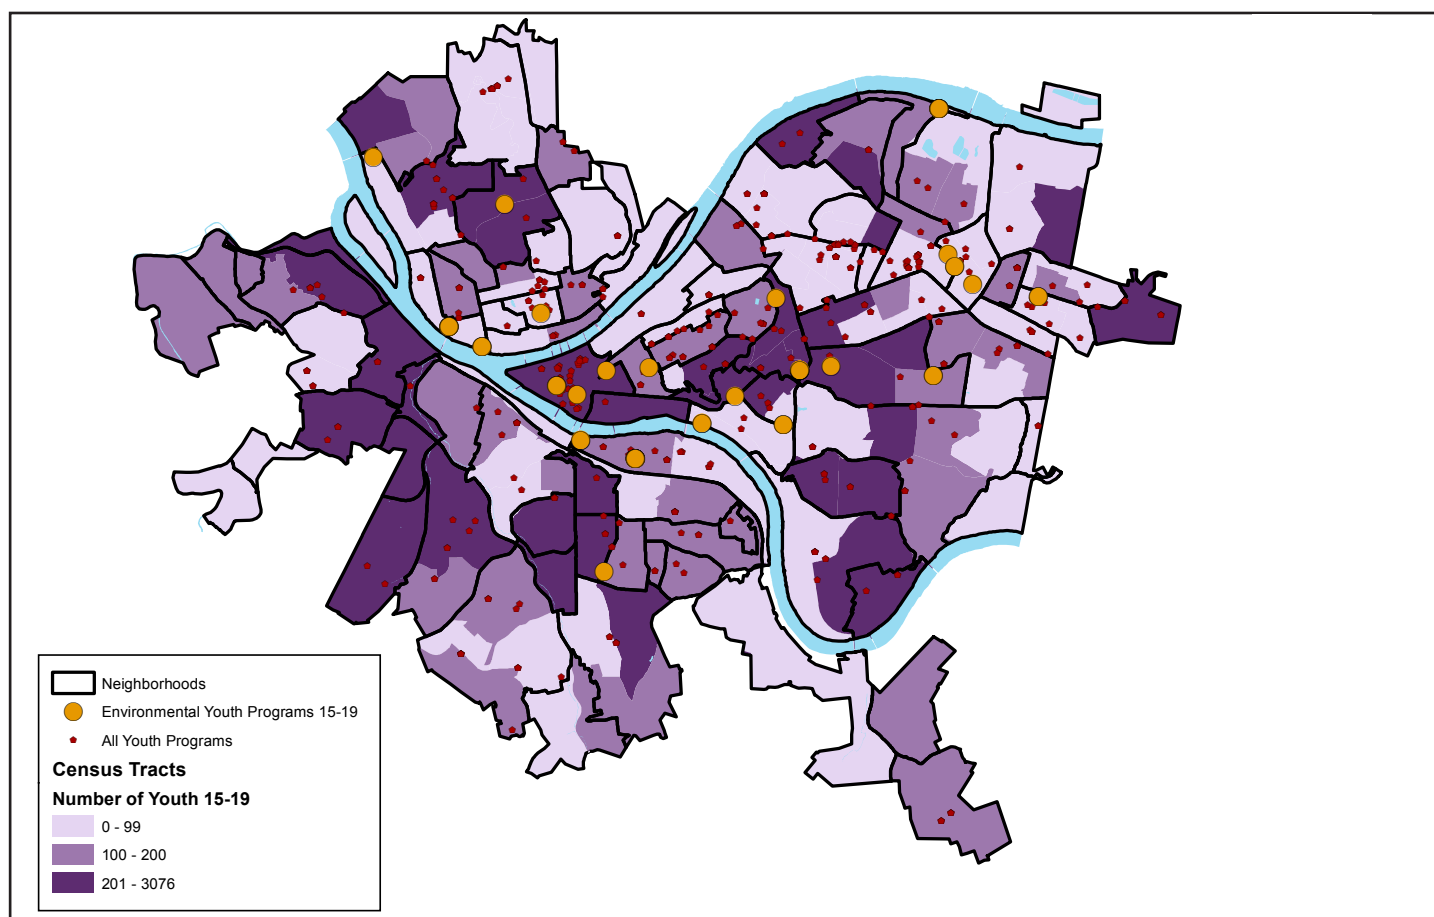 Neighborhoods
Environmental Youth Programs 15-19
All Youth Programs
Census Tracts
Number of Youth 15-19
0 - 99
100 - 200
201 - 3076